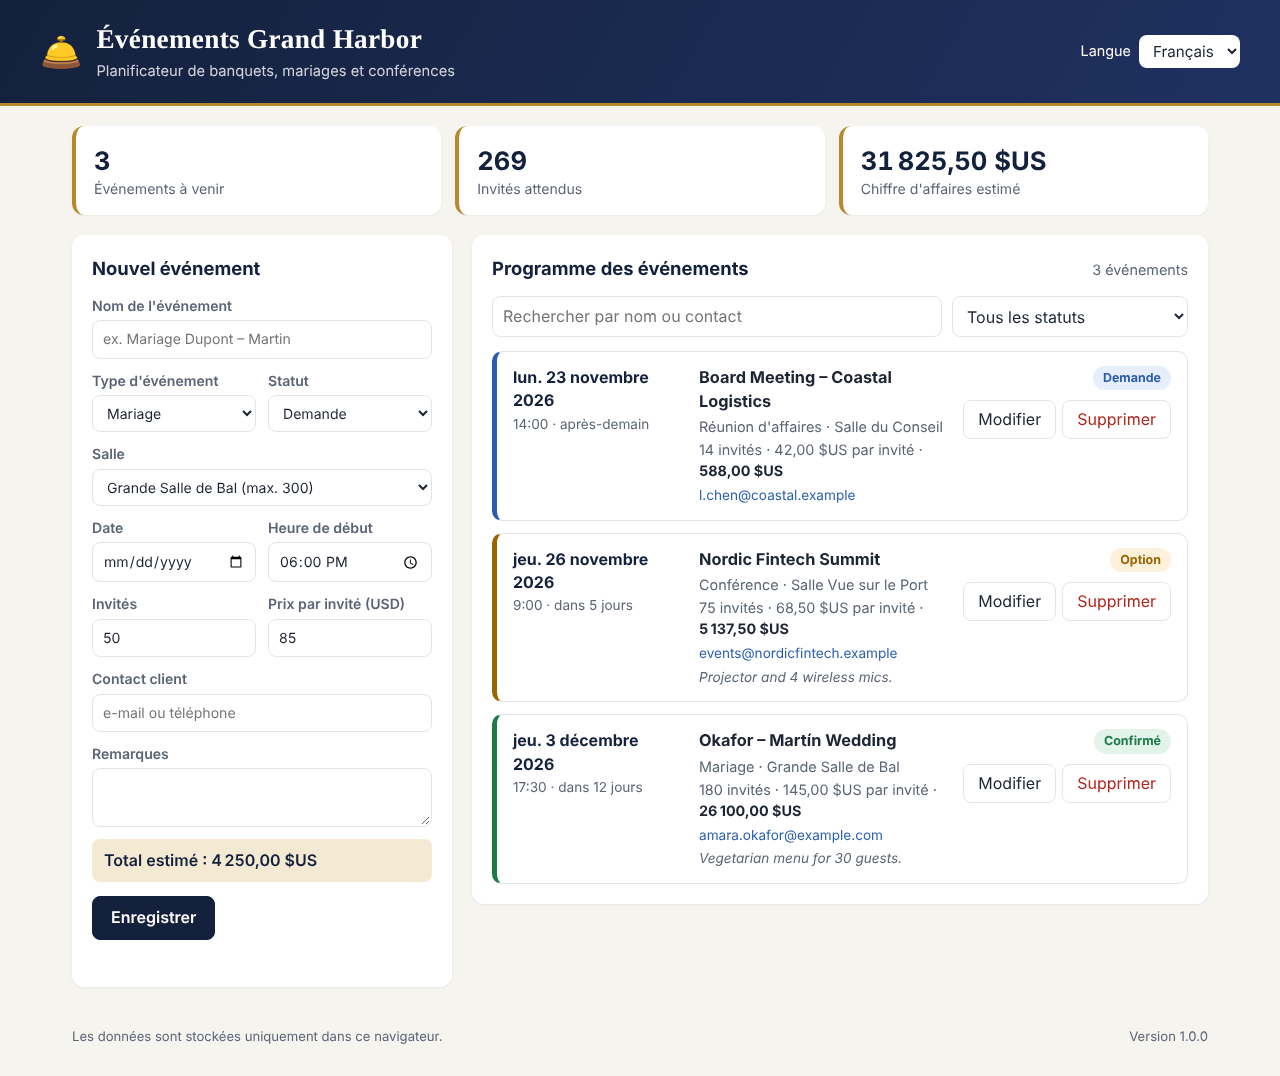 Événements Grand Harbor
Planificateur de banquets, mariages et conférences
Langue
Français
3
Événements à venir
269
Invités attendus
31 825,50 $US
Chiffre d'affaires estimé
Nouvel événement
Nom de l'événement
ex. Mariage Dupont – Martin
Type d'événement
Statut
Mariage
Demande
Salle
Grande Salle de Bal (max. 300)
Date
Heure de début
mm/dd/yyyy
06:00 PM
Invités
Prix par invité (USD)
50
85
Contact client
e-mail ou téléphone
Remarques
Total estimé : 4 250,00 $US
Enregistrer
Programme des événements
3 événements
Rechercher par nom ou contact
Tous les statuts
lun. 23 novembre
2026
14:00 · après-demain
Board Meeting – Coastal
Logistics
Réunion d'affaires · Salle du Conseil
14 invités · 42,00 $US par invité ·
588,00 $US
l.chen@coastal.example
Demande
Modifier
Supprimer
jeu. 26 novembre
2026
9:00 · dans 5 jours
Nordic Fintech Summit
Conférence · Salle Vue sur le Port
75 invités · 68,50 $US par invité ·
5 137,50 $US
events@nordicfintech.example
Projector and 4 wireless mics.
Option
Modifier
Supprimer
jeu. 3 décembre
2026
17:30 · dans 12 jours
Okafor – Martín Wedding
Mariage · Grande Salle de Bal
180 invités · 145,00 $US par invité ·
26 100,00 $US
amara.okafor@example.com
Vegetarian menu for 30 guests.
Confirmé
Modifier
Supprimer
Les données sont stockées uniquement dans ce navigateur.
Version 1.0.0